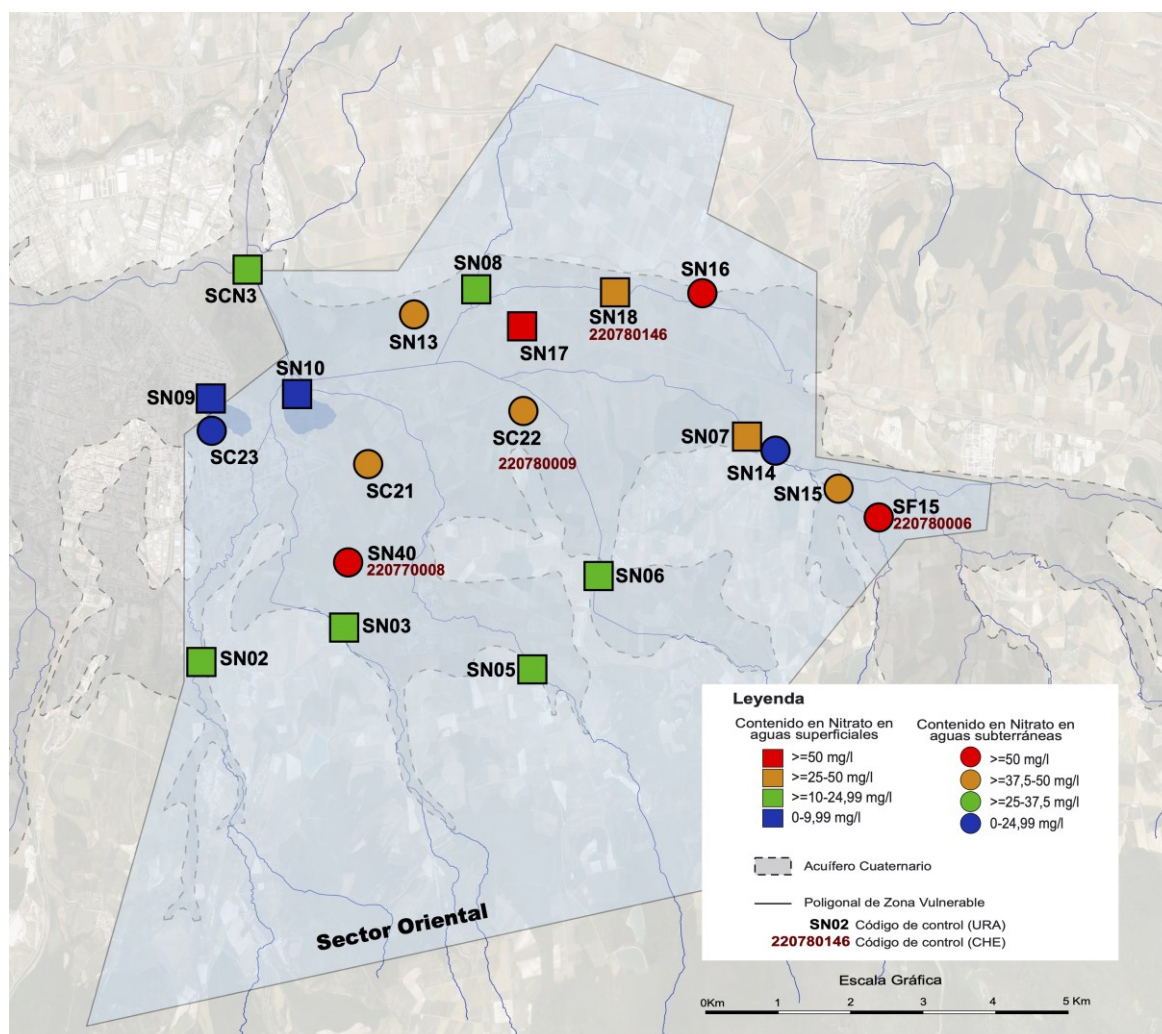 SCN3
SN08
SN16
SN18
220780146
SN13
SN17
SN10
SN09
SC23
SC22
220780009
SN07
SN14
SC21
SN15
SF15
220780006
SN40
220770008
SN06
SN03
SN02
SN05
Sector Oriental
Leyenda
Contenido en Nitrato en
aguas superficiales
>=50 mg/l
>=25-50 mg/l
>=10-24,99 mg/l
0-9,99 mg/l
Contenido en Nitrato en
aguas subterráneas
>=50 mg/l
>=37,5-50 mg/l
>=25-37,5 mg/l
0-24,99 mg/l
Acuífero Cuaternario
Poligonal de Zona Vulnerable
SN02 Código de control (URA)
220780146 Código de control (CHE)
Escala Gráfica
0Km 1 2 3 4 5 Km